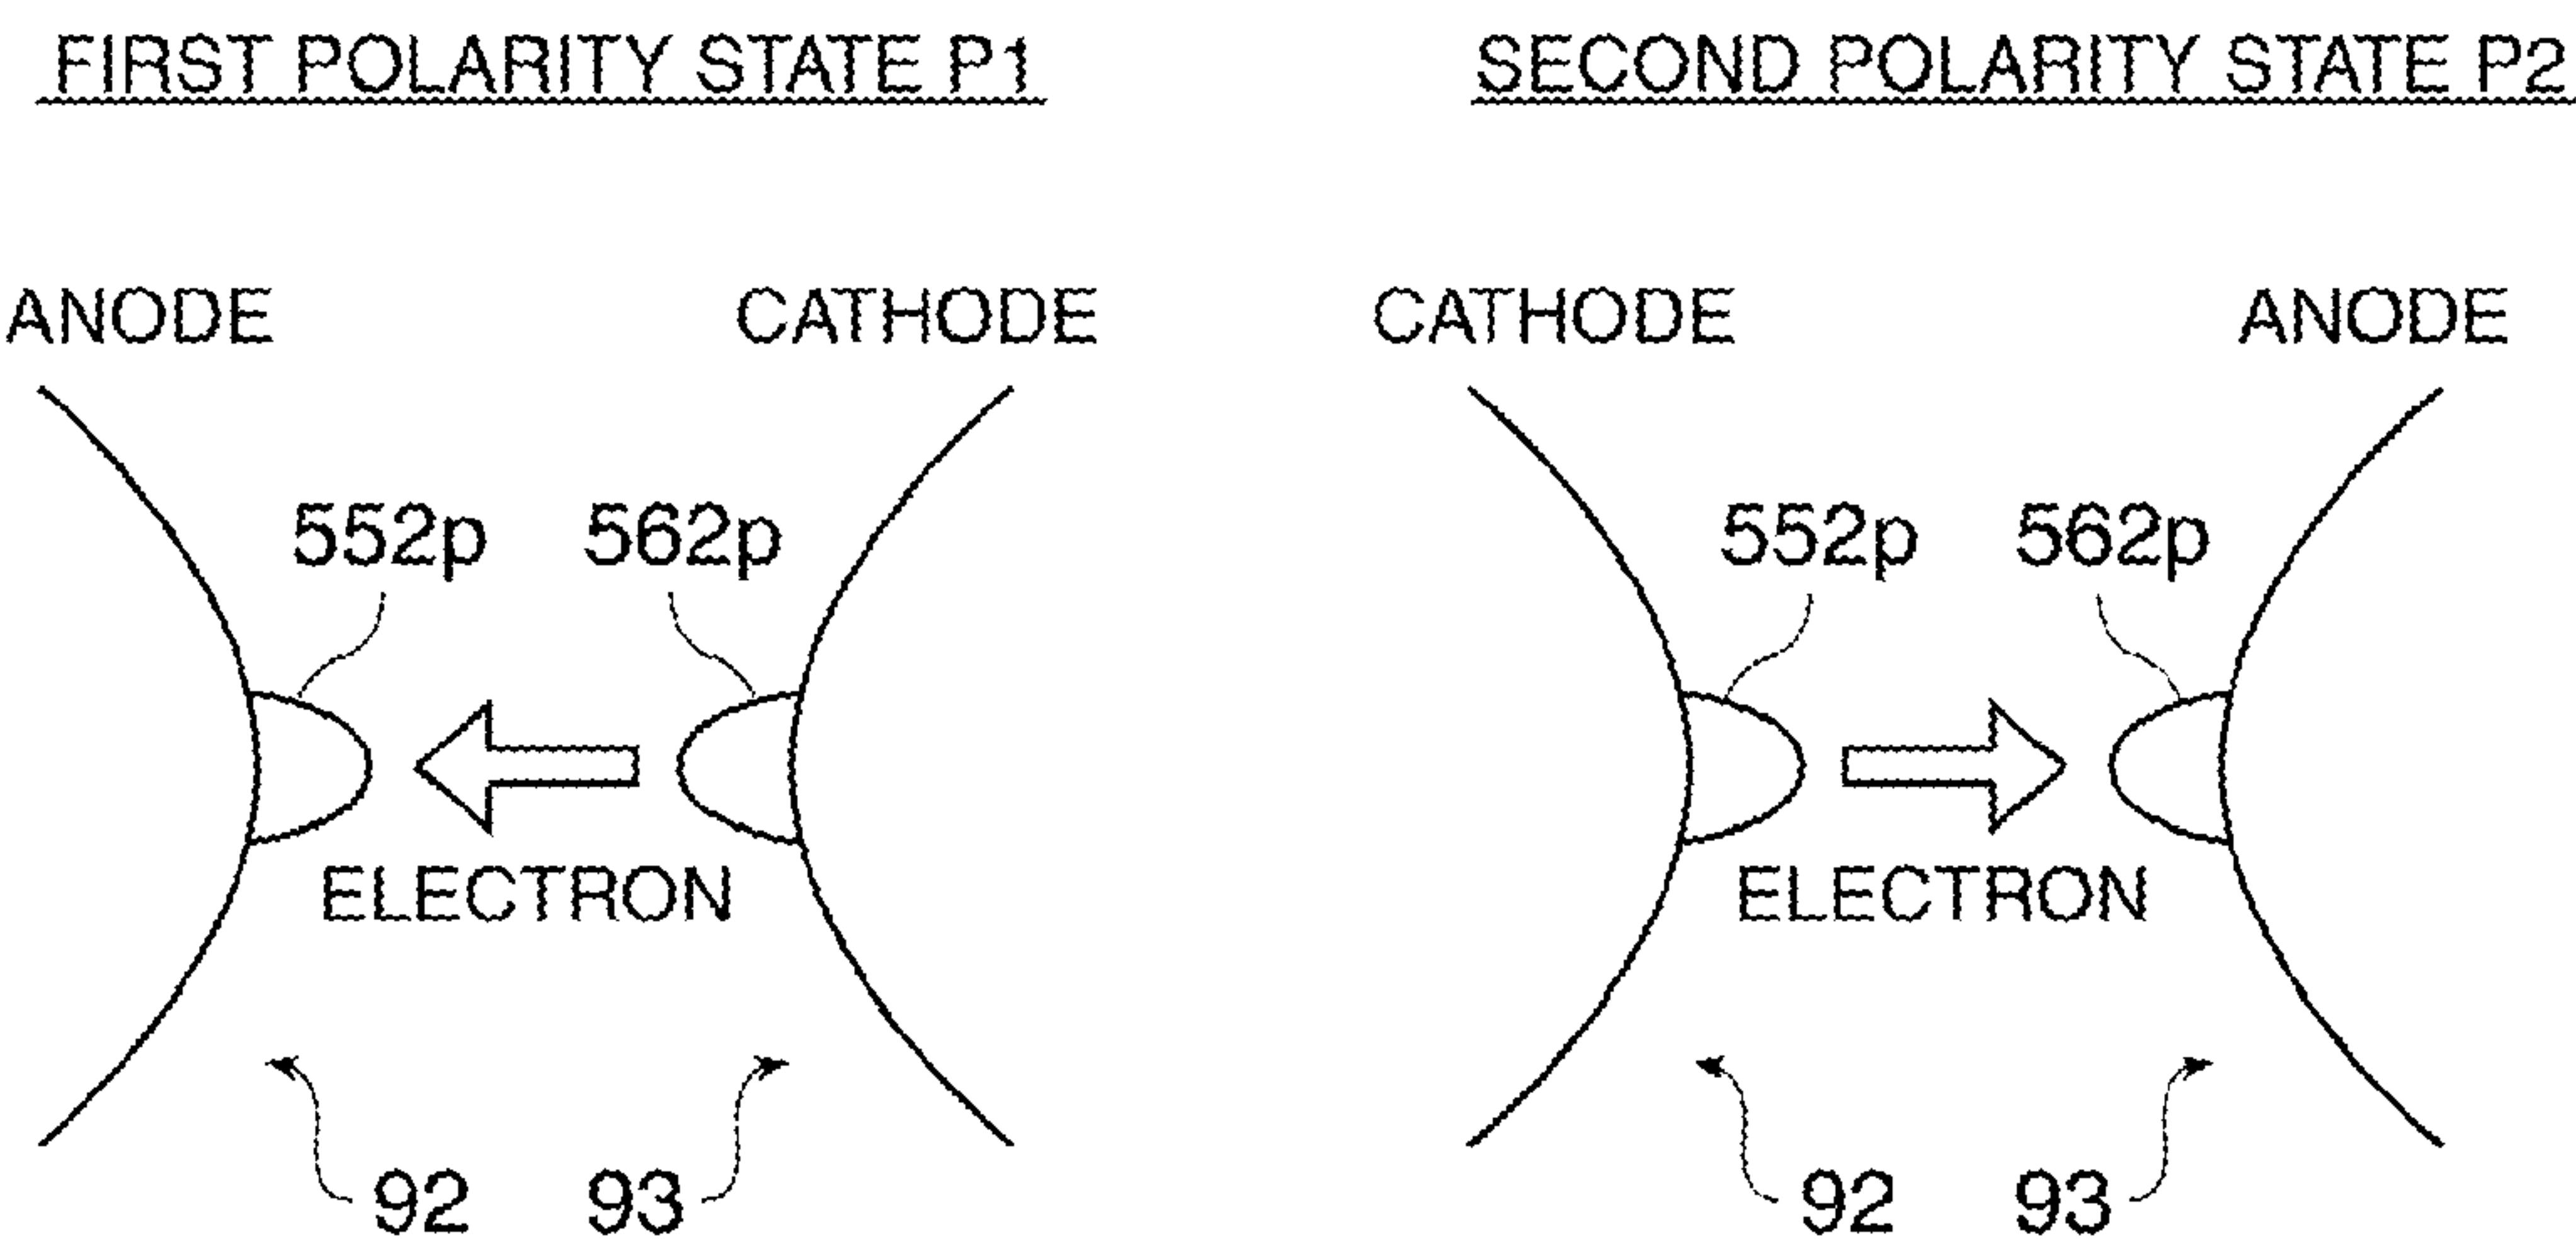 FIRST POLARITY STATE P1
SECOND POLARITY STATE P2
ANODE
CATHODE
CATHODE
ANODE
552p
562p
552p
562p
ELECTRON
ELECTRON
92
93
92
93